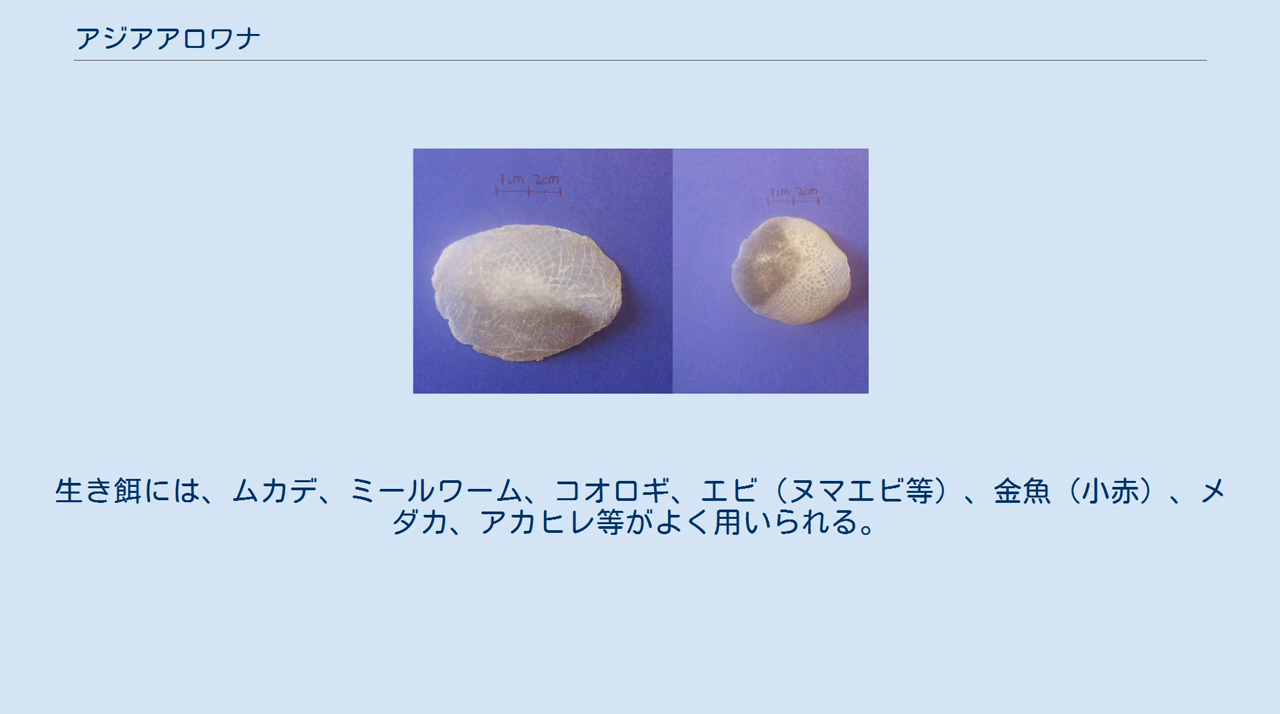 アジアアロワナ
1cm 2cm
1cm 2cm
生き餌には、ムカデ、ミールワーム、コオロギ、エビ（ヌマエビ等）、金魚（小赤）、メ
ダカ、アカヒレ等がよく用いられる。